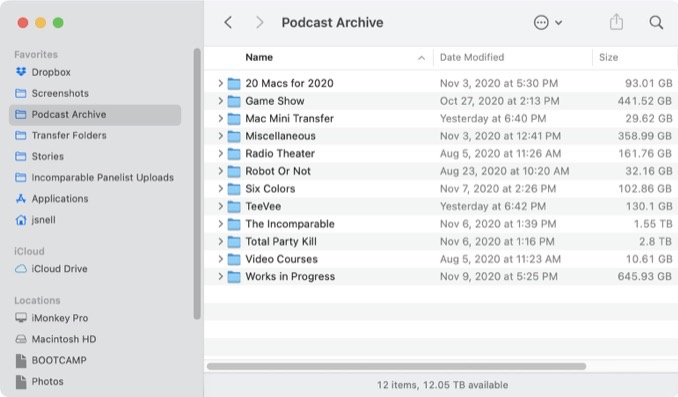 Podcast Archive
Favorites
Dropbox
Screenshots
Podcast Archive
Transfer Folders
Stories
Incomparable Panelist Uploads
Applications
jsnell
iCloud
iCloud Drive
Locations
iMonkey Pro
Macintosh HD
BOOTCAMP
Photos
Name Date Modified Size
20 Macs for 2020 Nov 3, 2020 at 5:30 PM 93.01 GB
Game Show Oct 27, 2020 at 2:13 PM 441.52 GB
Mac Mini Transfer Yesterday at 6:40 PM 29.62 GB
Miscellaneous Nov 3, 2020 at 12:41 PM 358.99 GB
Radio Theater Aug 5, 2020 at 11:26 AM 161.76 GB
Robot Or Not Aug 23, 2020 at 10:20 AM 32.16 GB
Six Colors Nov 7, 2020 at 2:26 PM 102.86 GB
TeeVee Yesterday at 6:42 PM 130.1 GB
The Incomparable Nov 6, 2020 at 1:39 PM 1.55 TB
Total Party Kill Nov 6, 2020 at 1:16 PM 2.8 TB
Video Courses Aug 5, 2020 at 11:23 AM 10.61 GB
Works in Progress Nov 9, 2020 at 5:25 PM 645.93 GB
12 items, 12.05 TB available